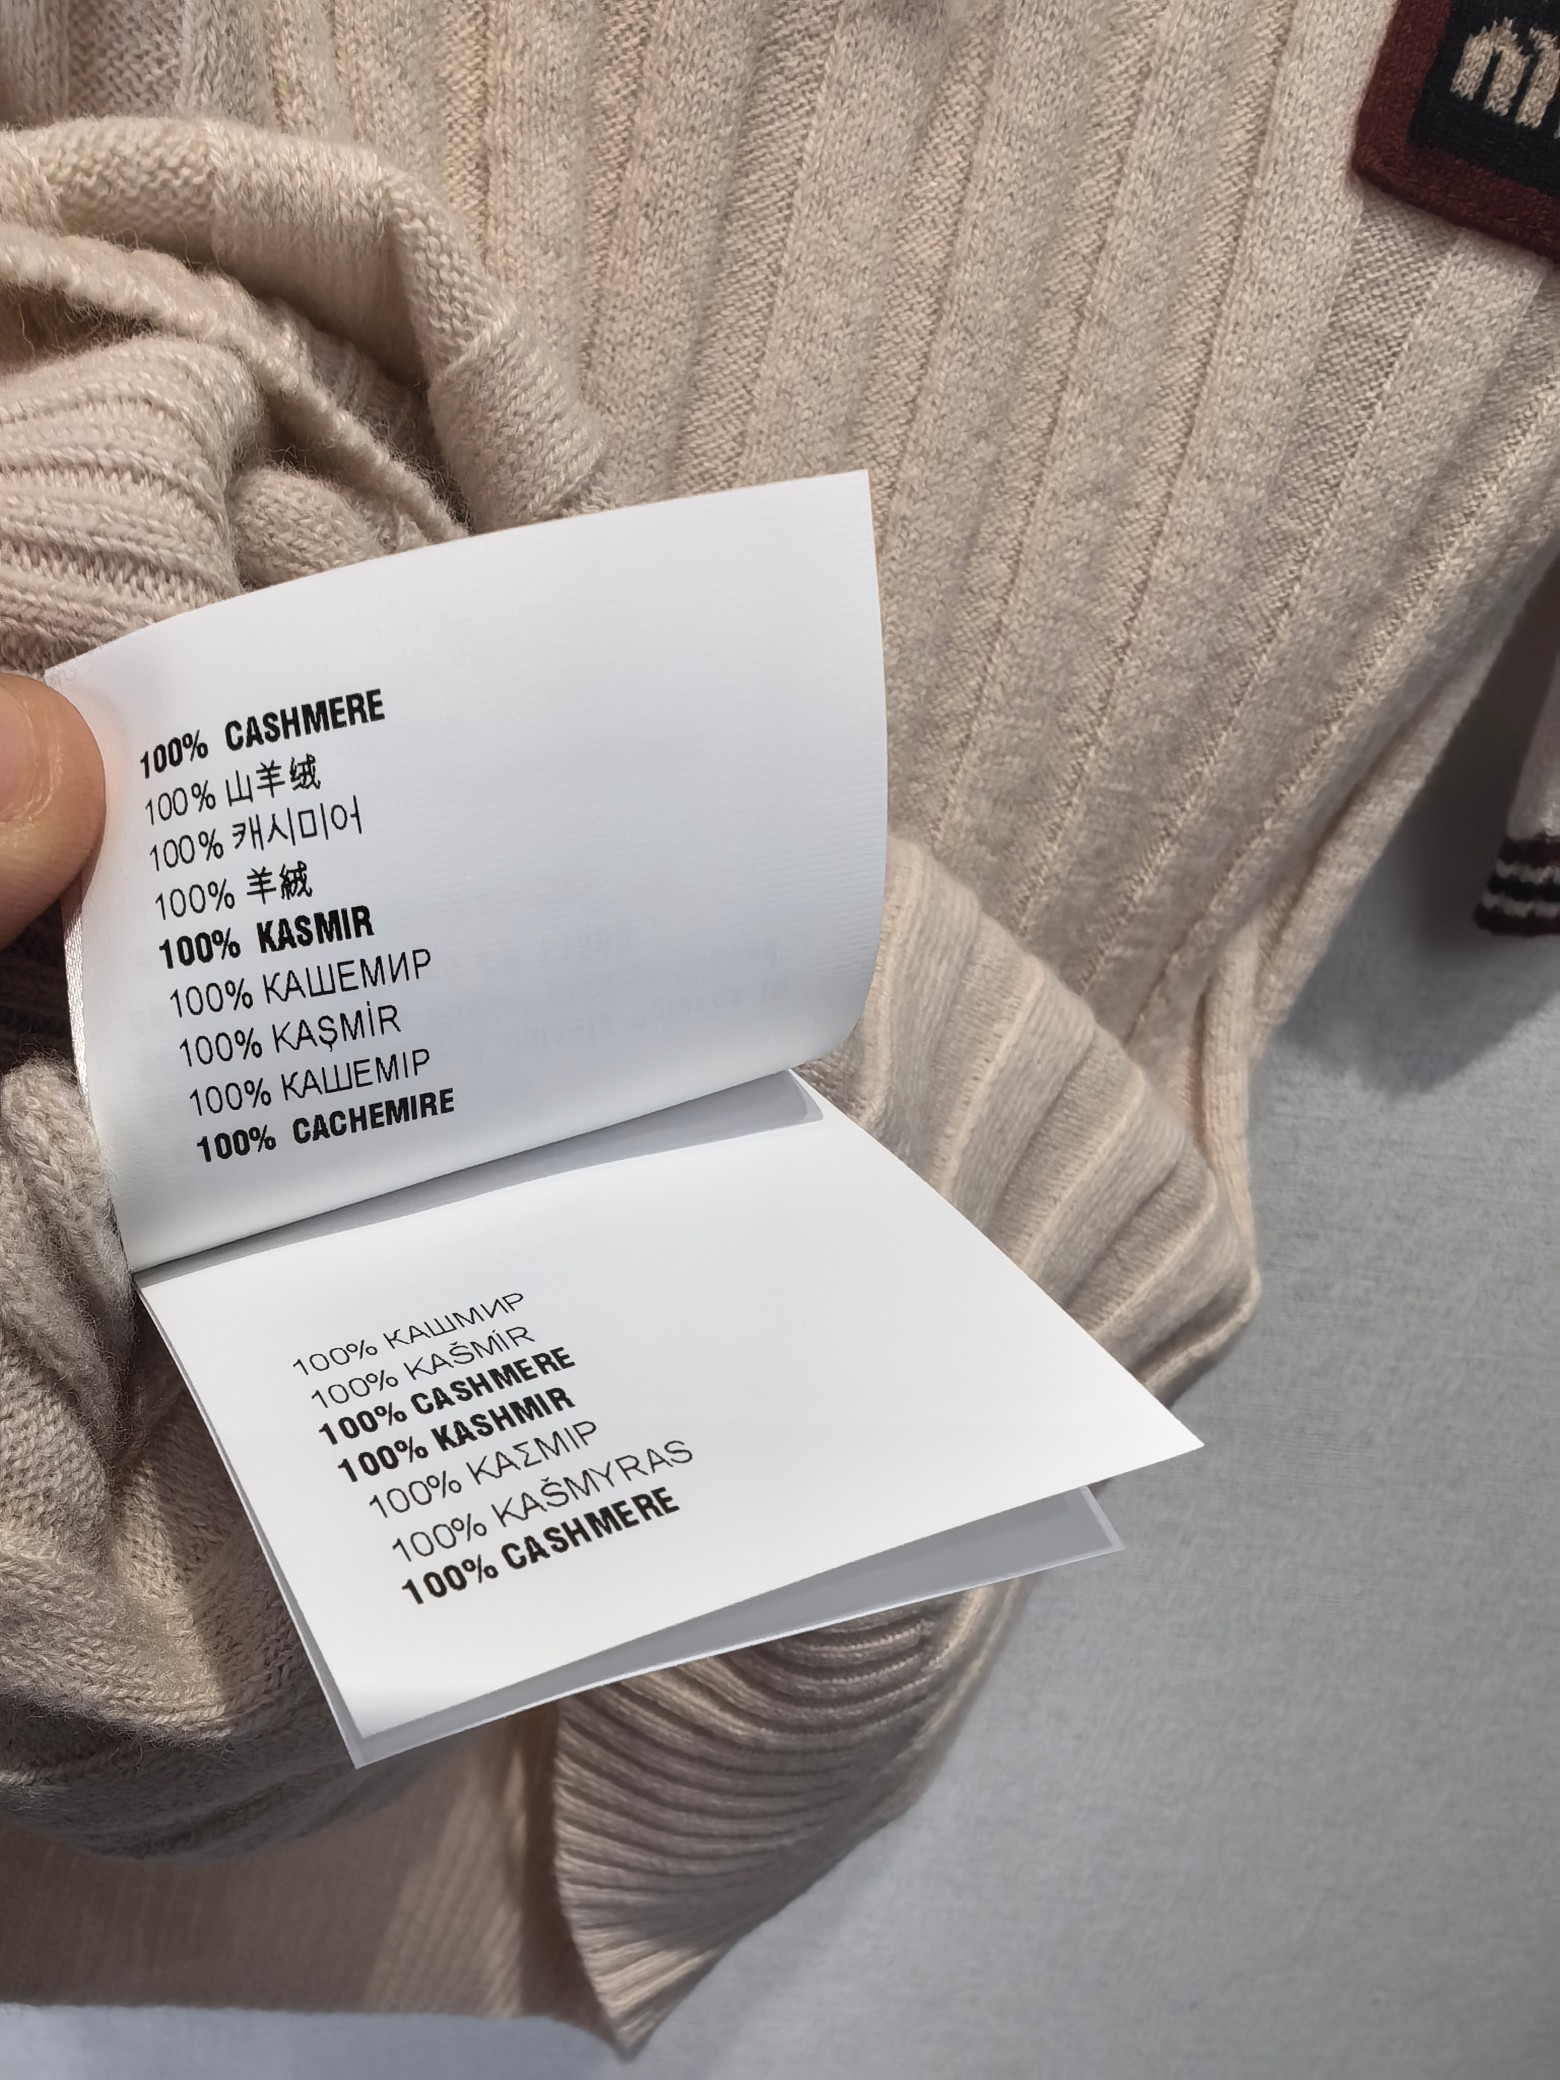 100% CASHMERE
100% 山羊绒
100% 캐시미어
100% 羊絨
100% KASMIR
100% КАШЕМИР
100% KAŞMİR
100% КАШЕМІР
100% CACHEMIRE
100% КАШМИР
100% KAŠMÍR
100% CASHMERE
100% KASHMIR
100% ΚΑΣΜΙΡ
100% KAŠMYRAS
100% CASHMERE